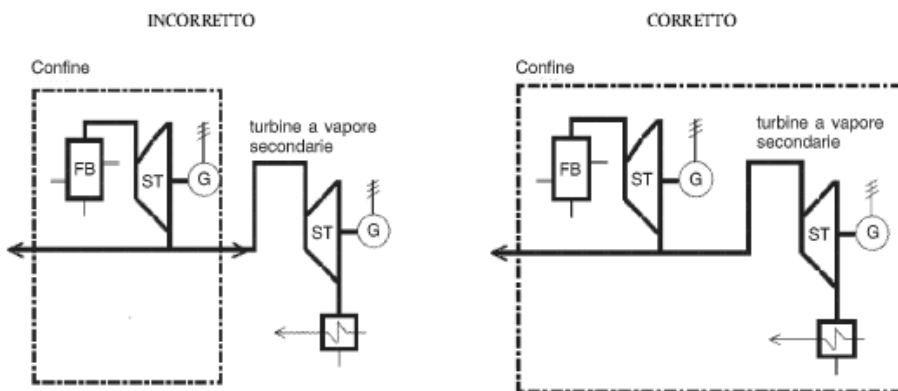 INCORRETTO
Confine
turbine a vapore
secondarie
FB
ST
G
ST
G
CORRETTO
Confine
turbine a vapore
secondarie
FB
ST
G
ST
G